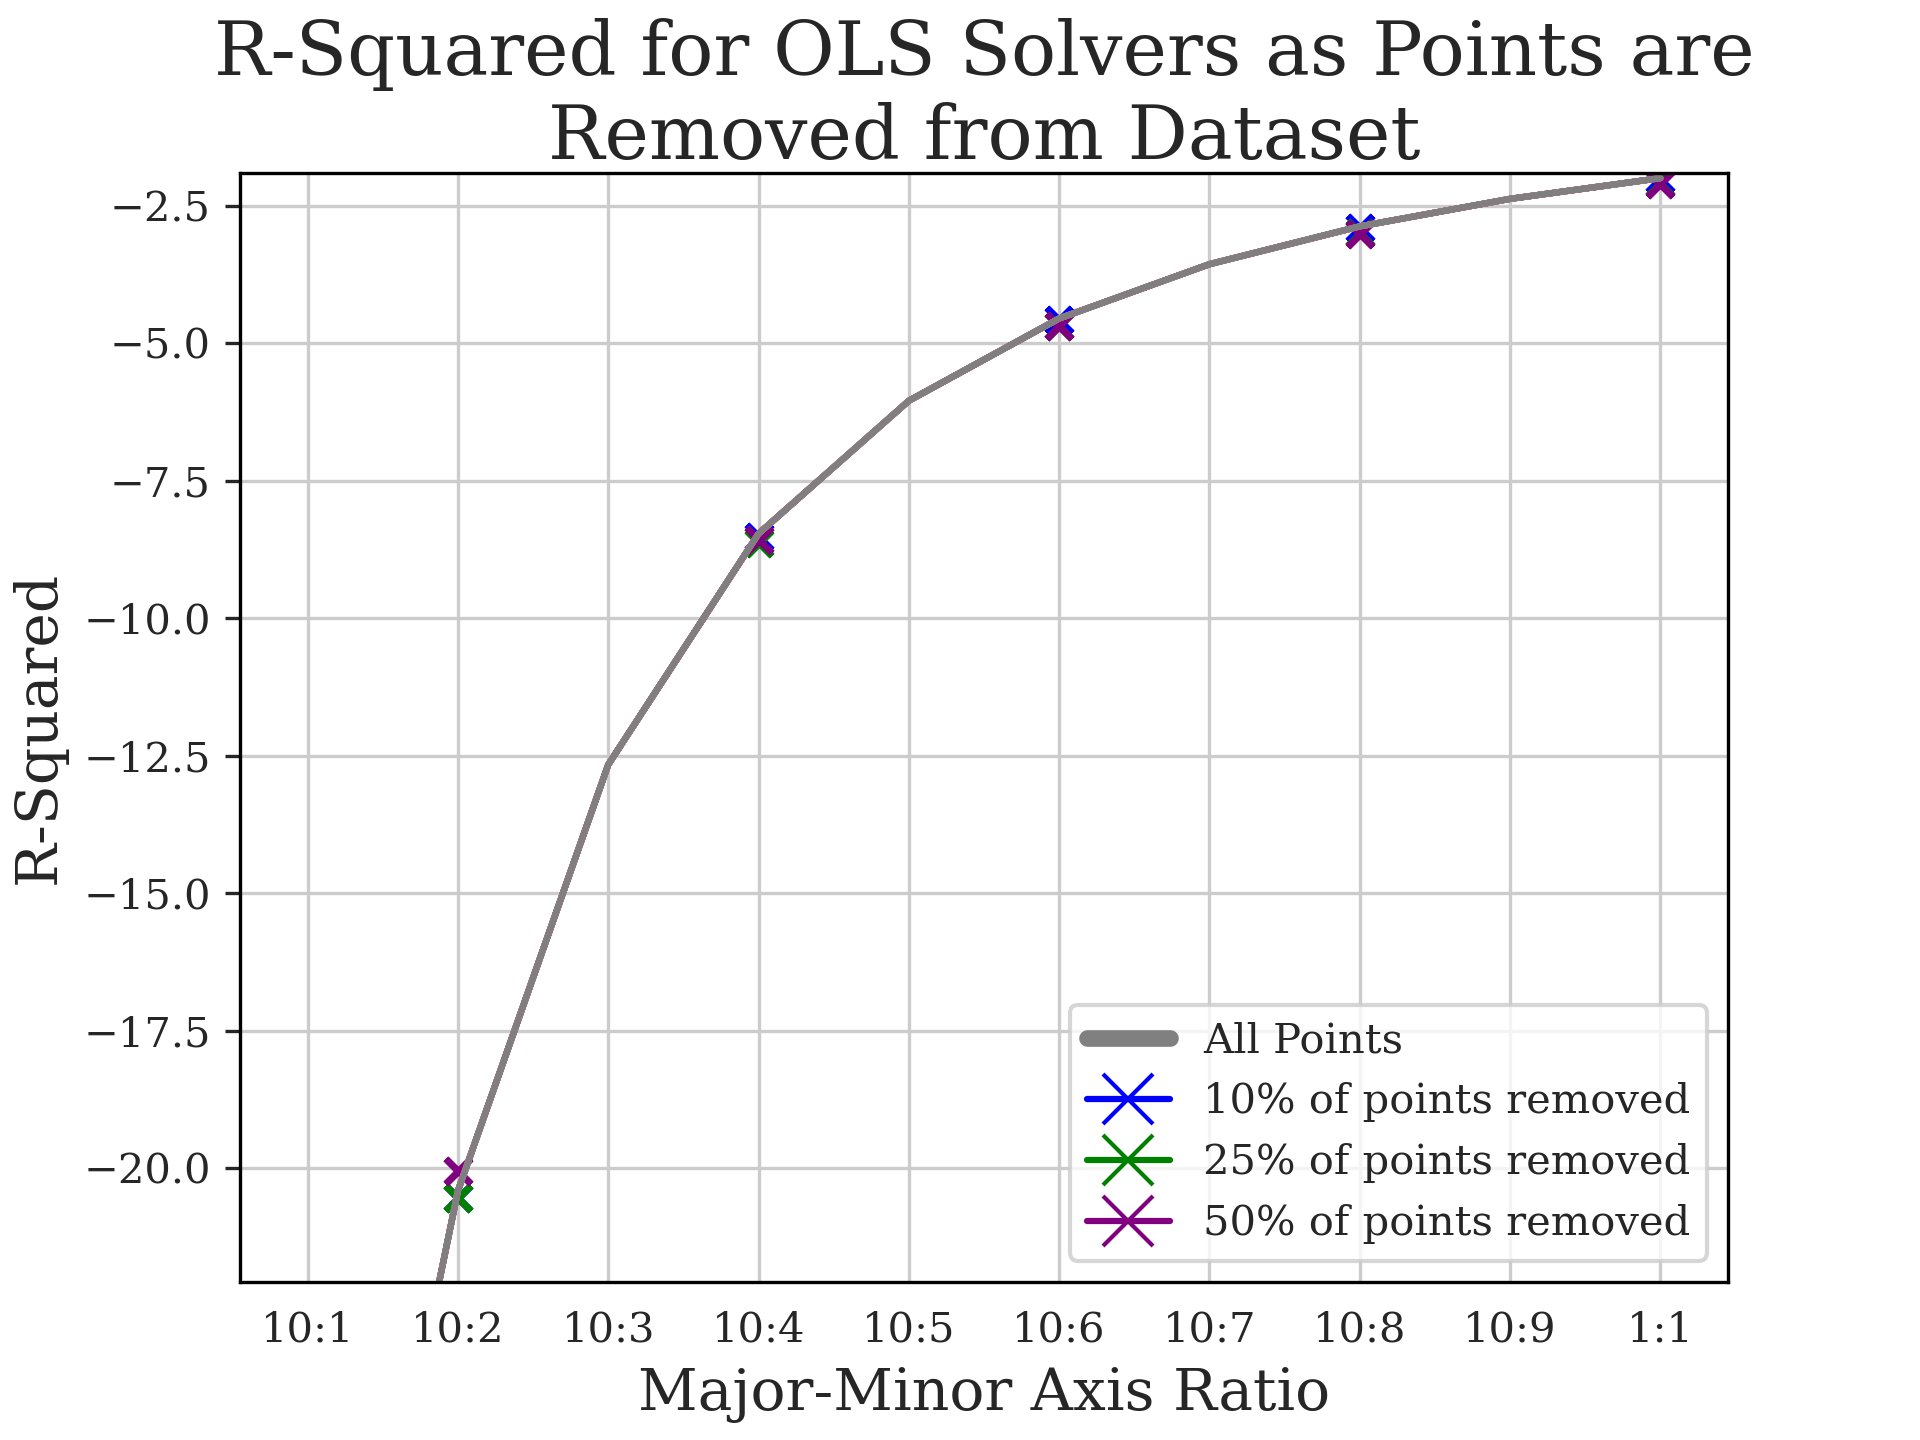 R-Squared for OLS Solvers as Points are
Removed from Dataset
R-Squared
−2.5
−5.0
−7.5
−10.0
−12.5
−15.0
−17.5
−20.0
All Points
10% of points removed
25% of points removed
50% of points removed
10:1 10:2 10:3 10:4 10:5 10:6 10:7 10:8 10:9 1:1
Major-Minor Axis Ratio